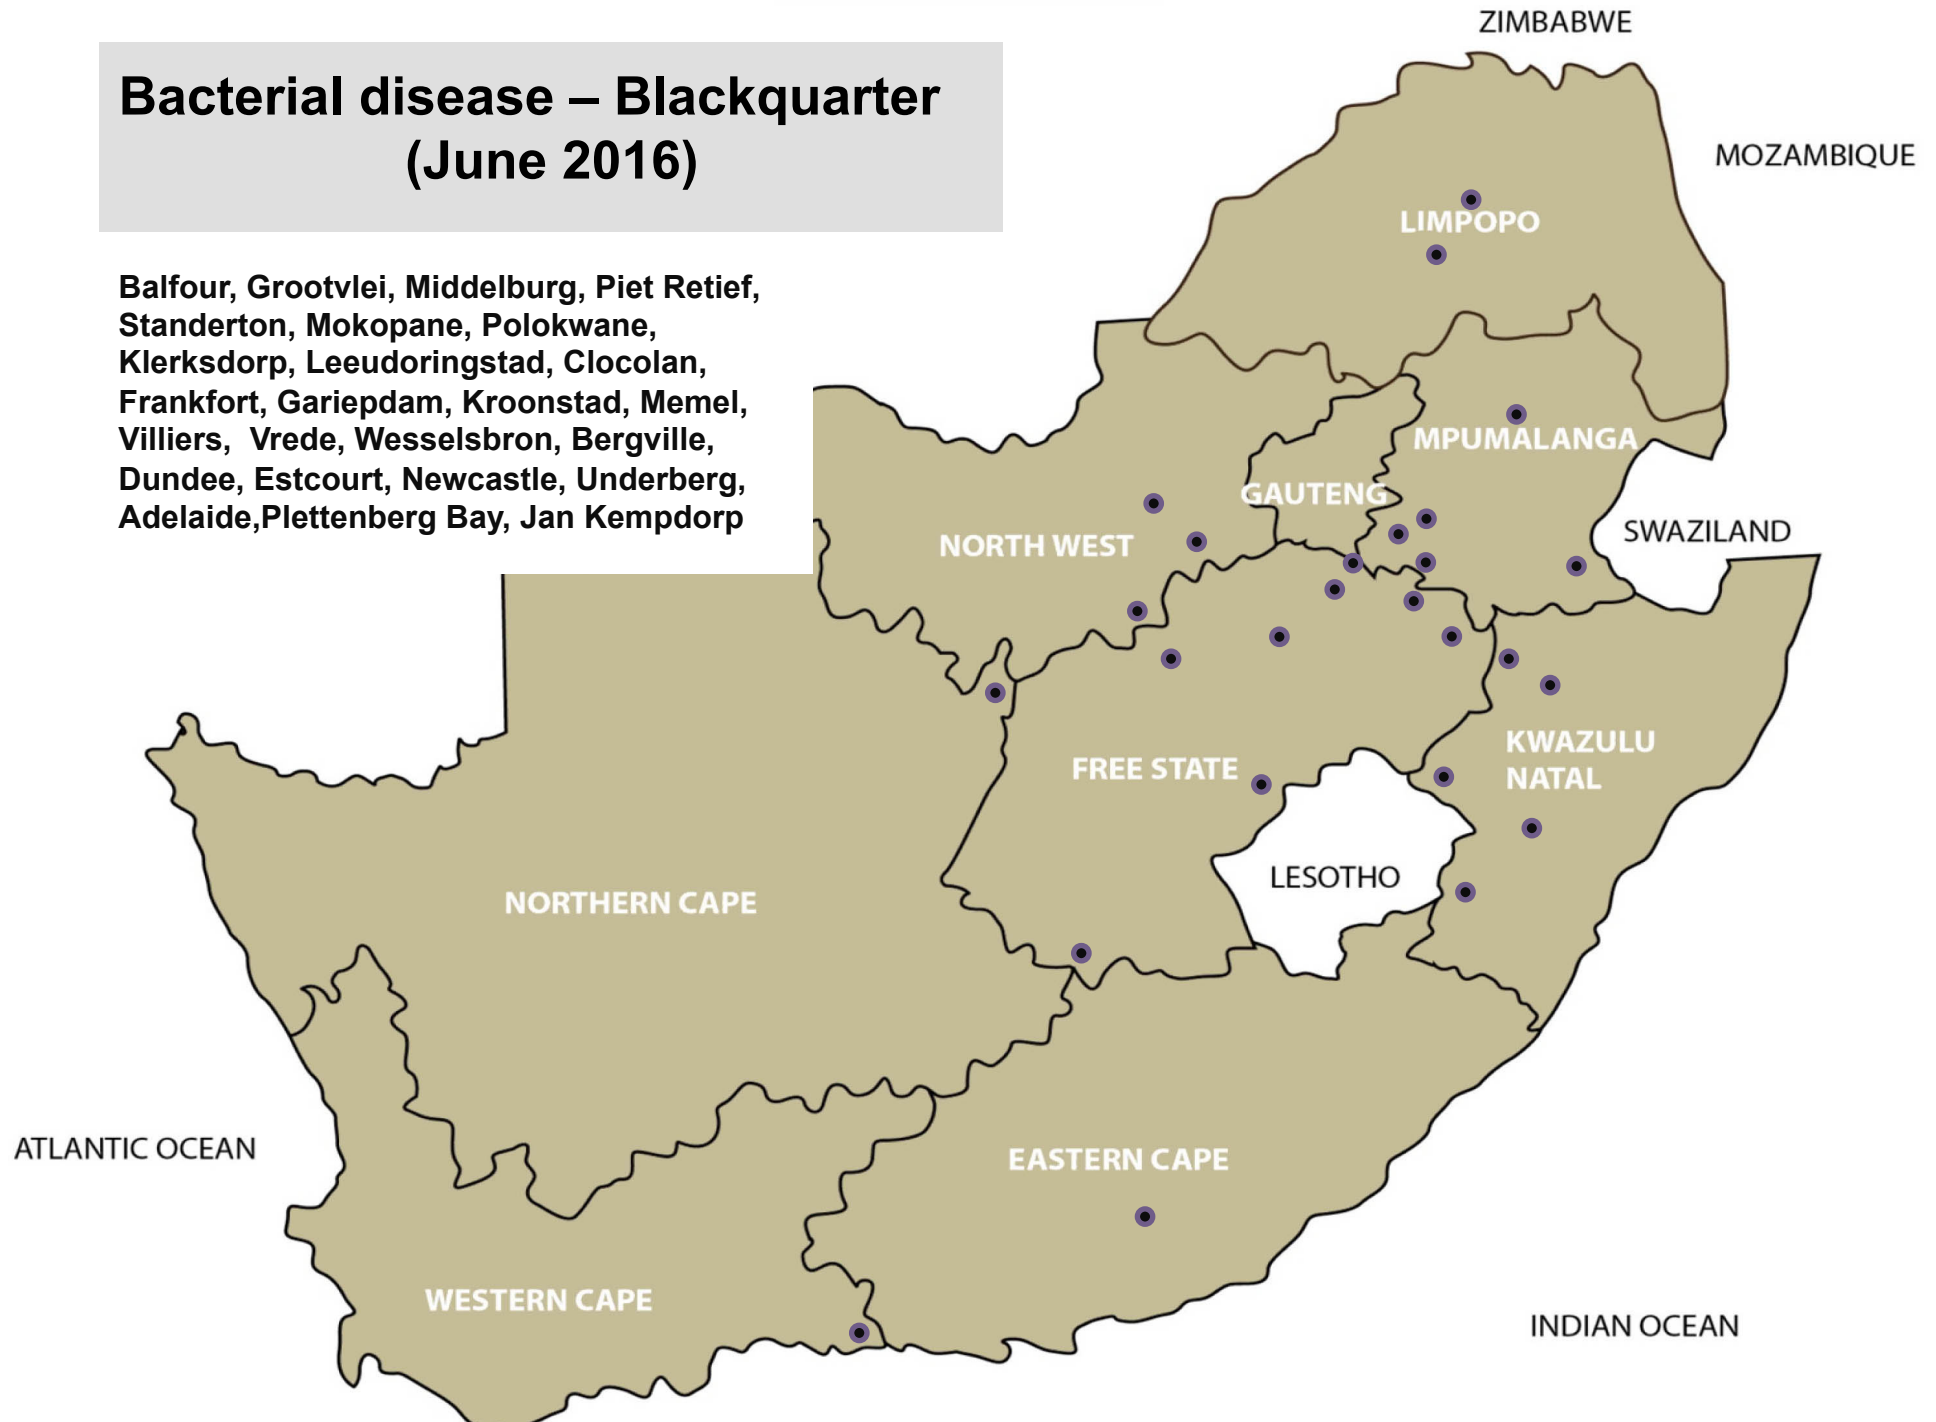 Bacterial disease – Blackquarter
(June 2016)
Balfour, Grootvlei, Middelburg, Piet Retief,
Standerton, Mokopane, Polokwane,
Klerksdorp, Leeudoringstad, Clocolan,
Frankfort, Gariepdam, Kroonstad, Memel,
Villiers,  Vrede, Wesselsbron, Bergville,
Dundee, Estcourt, Newcastle, Underberg,
Adelaide,Plettenberg Bay, Jan Kempdorp
ZIMBABWE
MOZAMBIQUE
LIMPOPO
MPUMALANGA
GAUTENG
SWAZILAND
NORTH WEST
KWAZULU
NATAL
FREE STATE
LESOTHO
NORTHERN CAPE
ATLANTIC OCEAN
EASTERN CAPE
WESTERN CAPE
INDIAN OCEAN